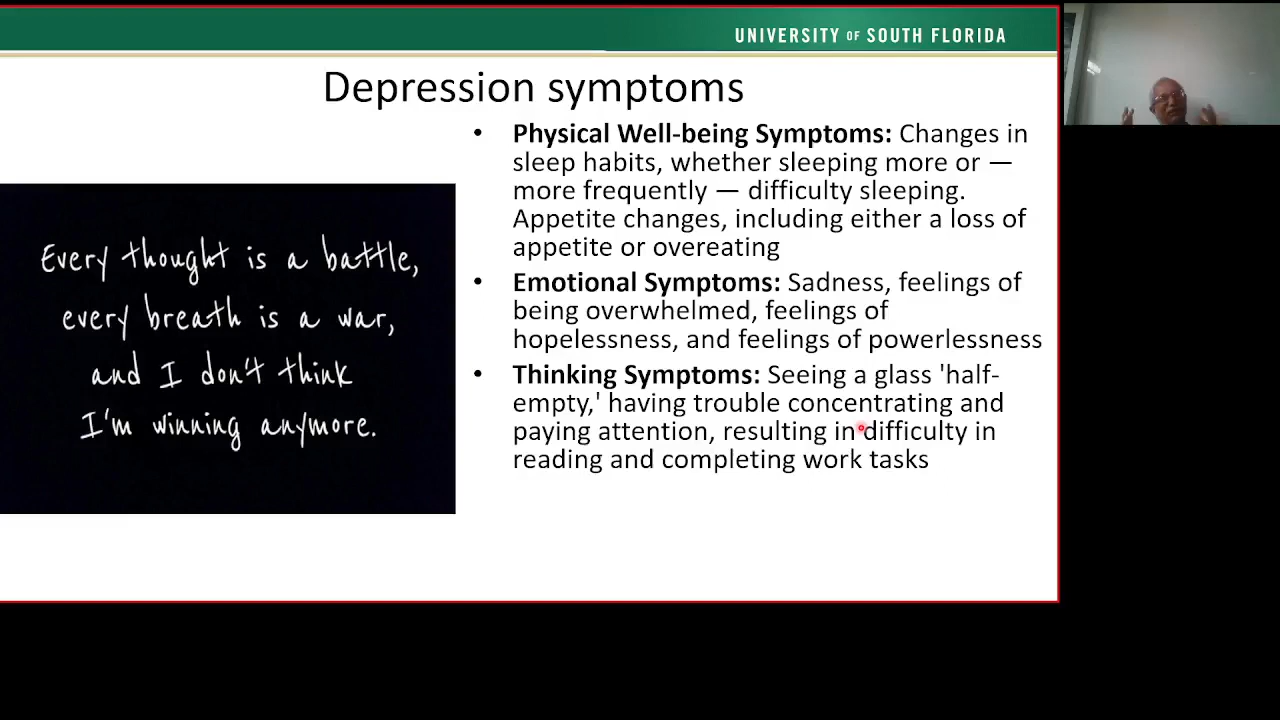 UNIVERSITY OF SOUTH FLORIDA
Depression symptoms
Every thought is a battle,
every breath is a war,
and I don't think
I'm winning anymore.
• Physical Well-being Symptoms: Changes in
sleep habits, whether sleeping more or —
more frequently — difficulty sleeping.
Appetite changes, including either a loss of
appetite or overeating
• Emotional Symptoms: Sadness, feelings of
being overwhelmed, feelings of
hopelessness, and feelings of powerlessness
• Thinking Symptoms: Seeing a glass 'half-
empty,' having trouble concentrating and
paying attention, resulting in difficulty in
reading and completing work tasks